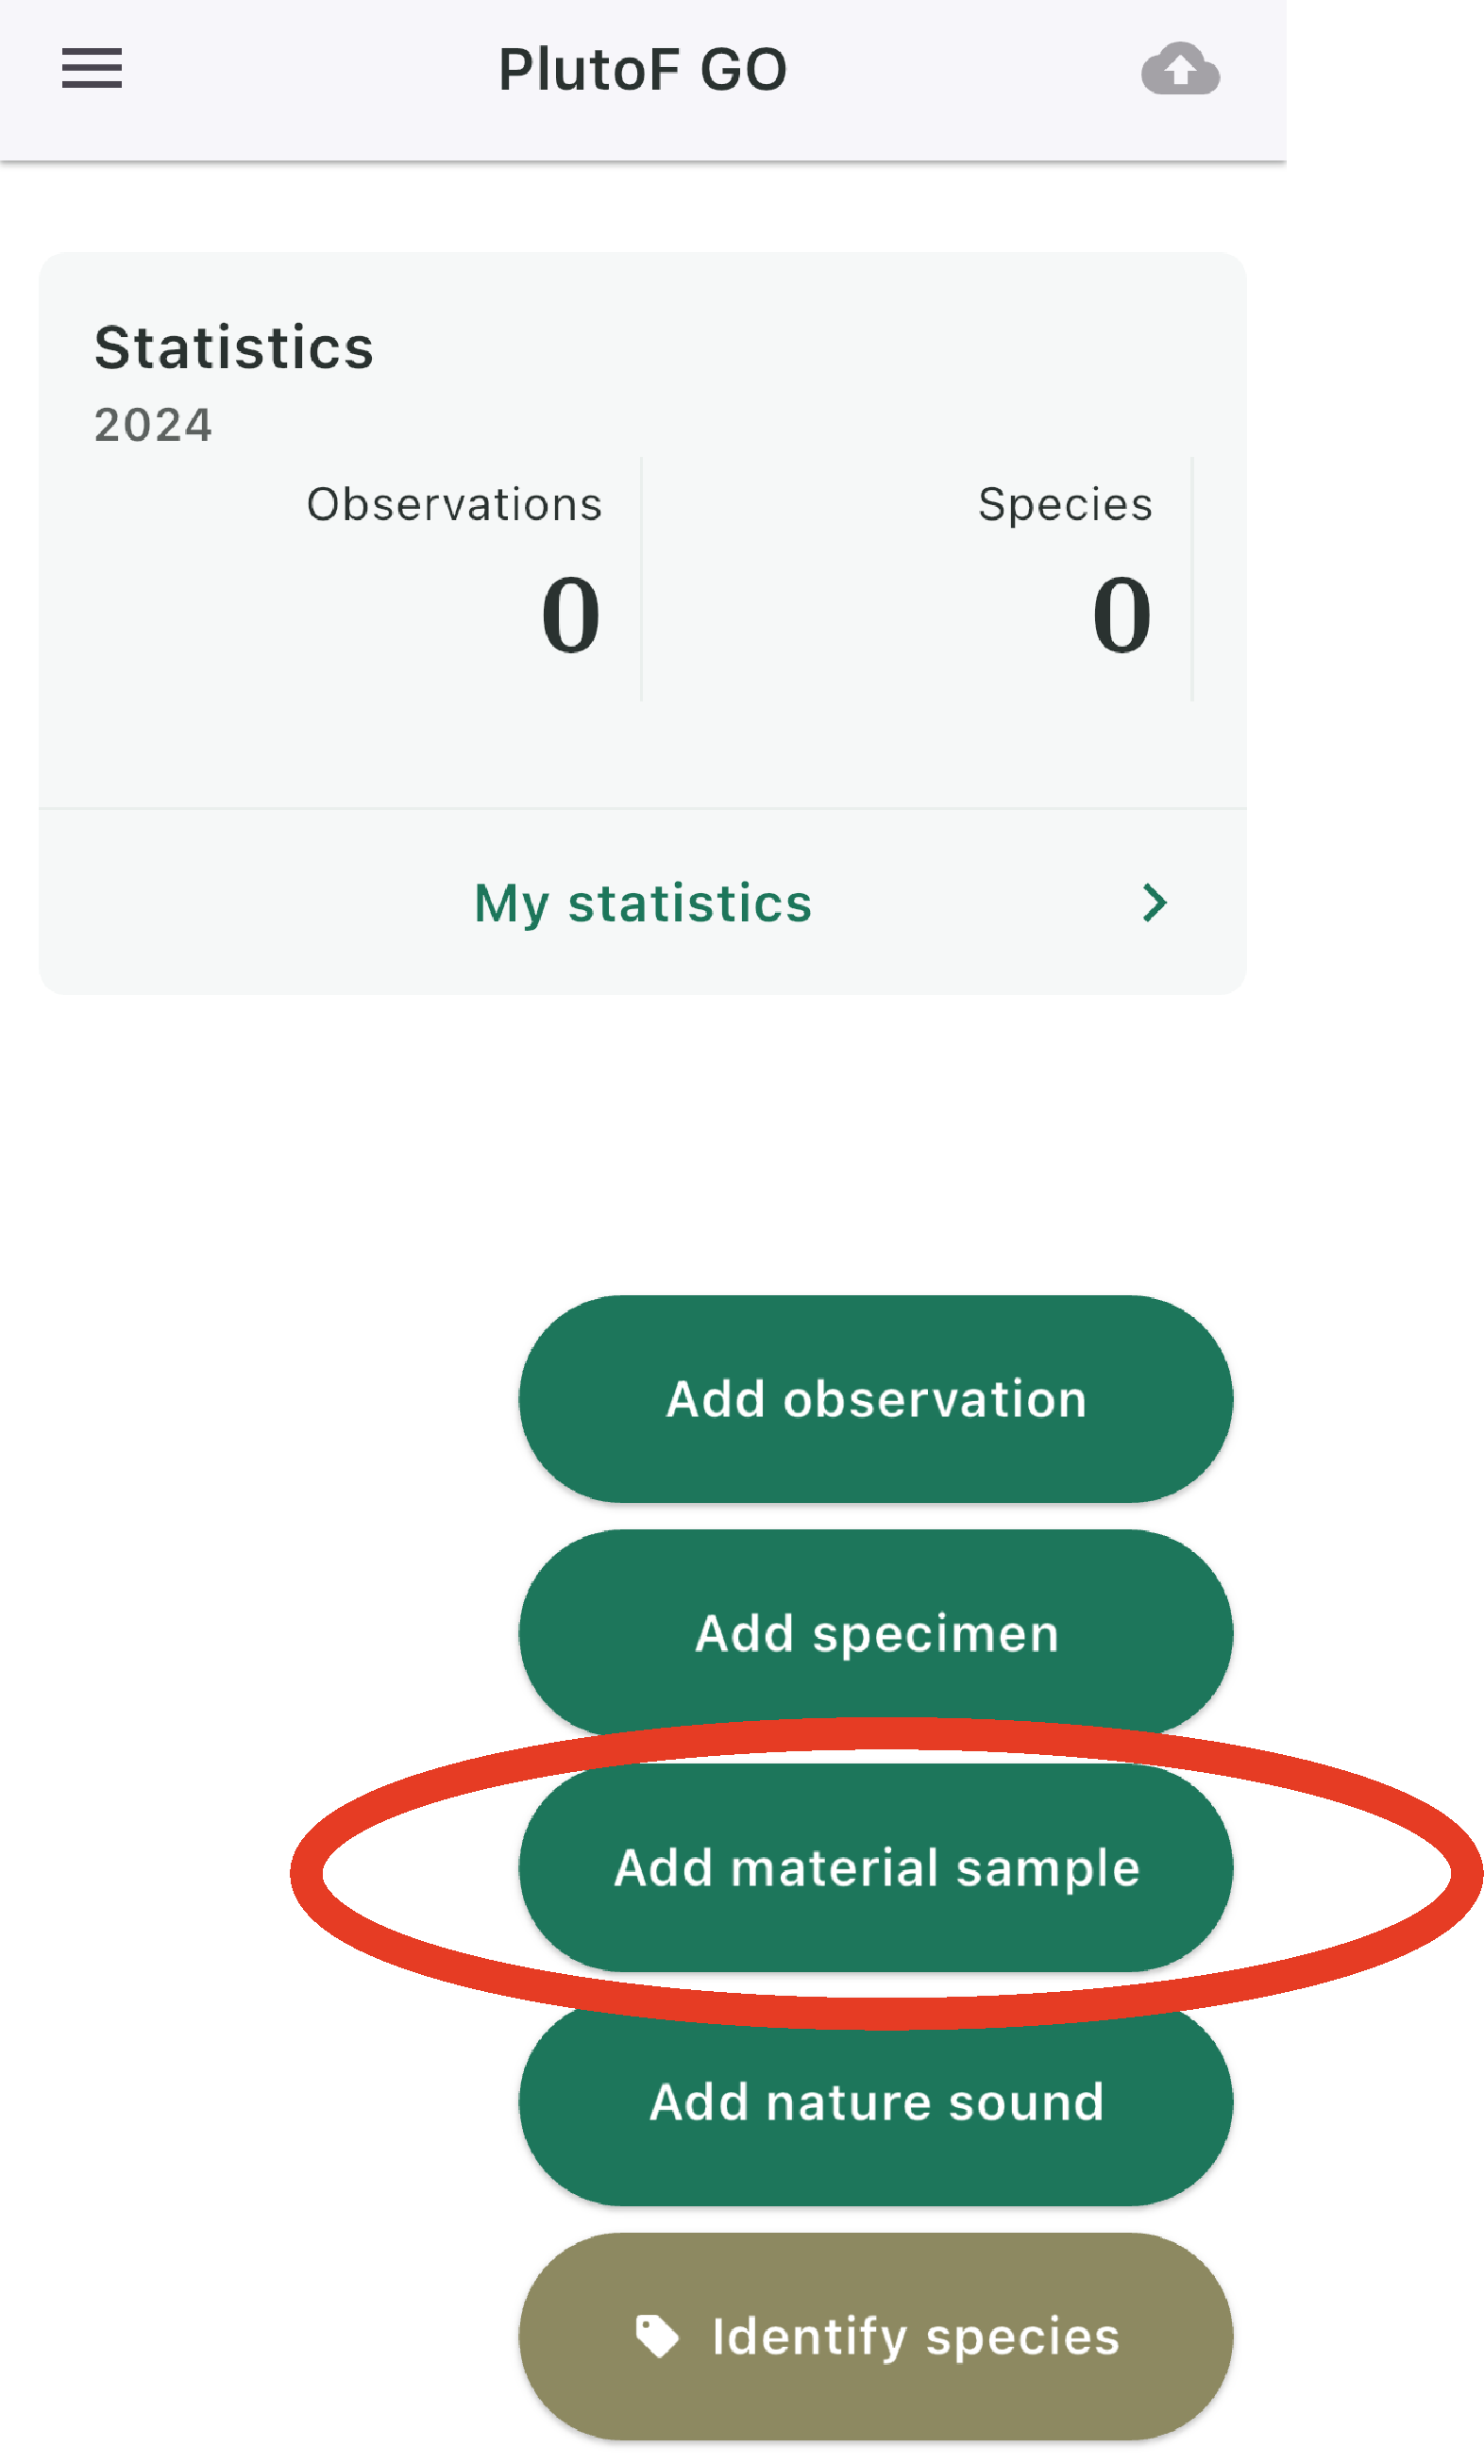 PlutoF GO
Statistics
2024
Observations Species
0 0
My statistics
Add observation
Add specimen
Add material sample
Add nature sound
Identify species